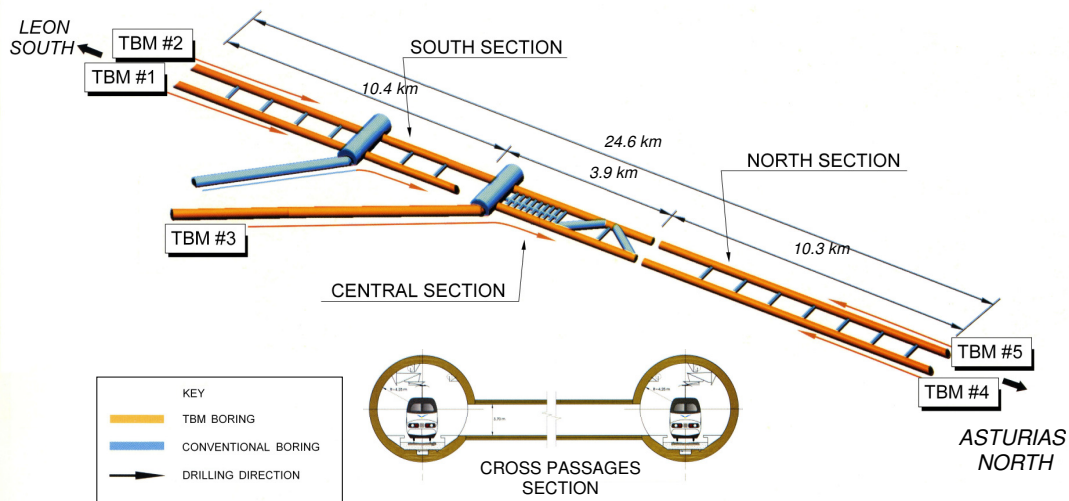 LEON
SOUTH
TBM #2
TBM #1
SOUTH SECTION
10.4 km
24.6 km
3.9 km
NORTH SECTION
10.3 km
TBM #3
CENTRAL SECTION
TBM #5
TBM #4
ASTURIAS
NORTH
KEY
TBM BORING
CONVENTIONAL BORING
DRILLING DIRECTION
CROSS PASSAGES
SECTION